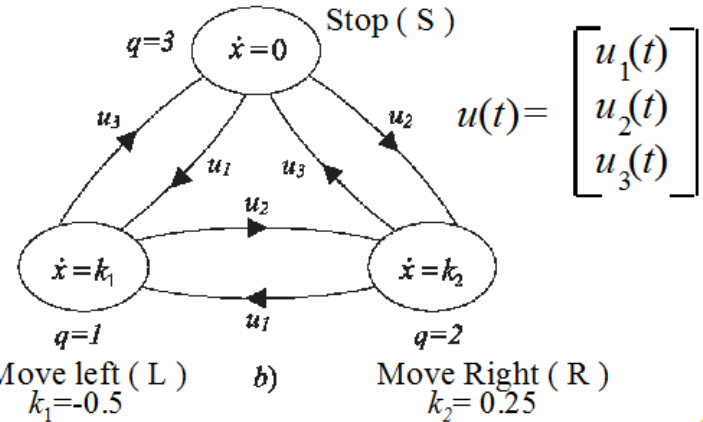 Stop ( S )
q=3
ẋ=0
u(t)=
u₁(t)
u₂(t)
u₃(t)
u₃
u₂
u₁
u₃
u₂
ẋ=k₁
ẋ=k₂
u₁
q=1
q=2
Move left ( L )
b)
Move Right ( R )
k₁=-0.5
k₂= 0.25